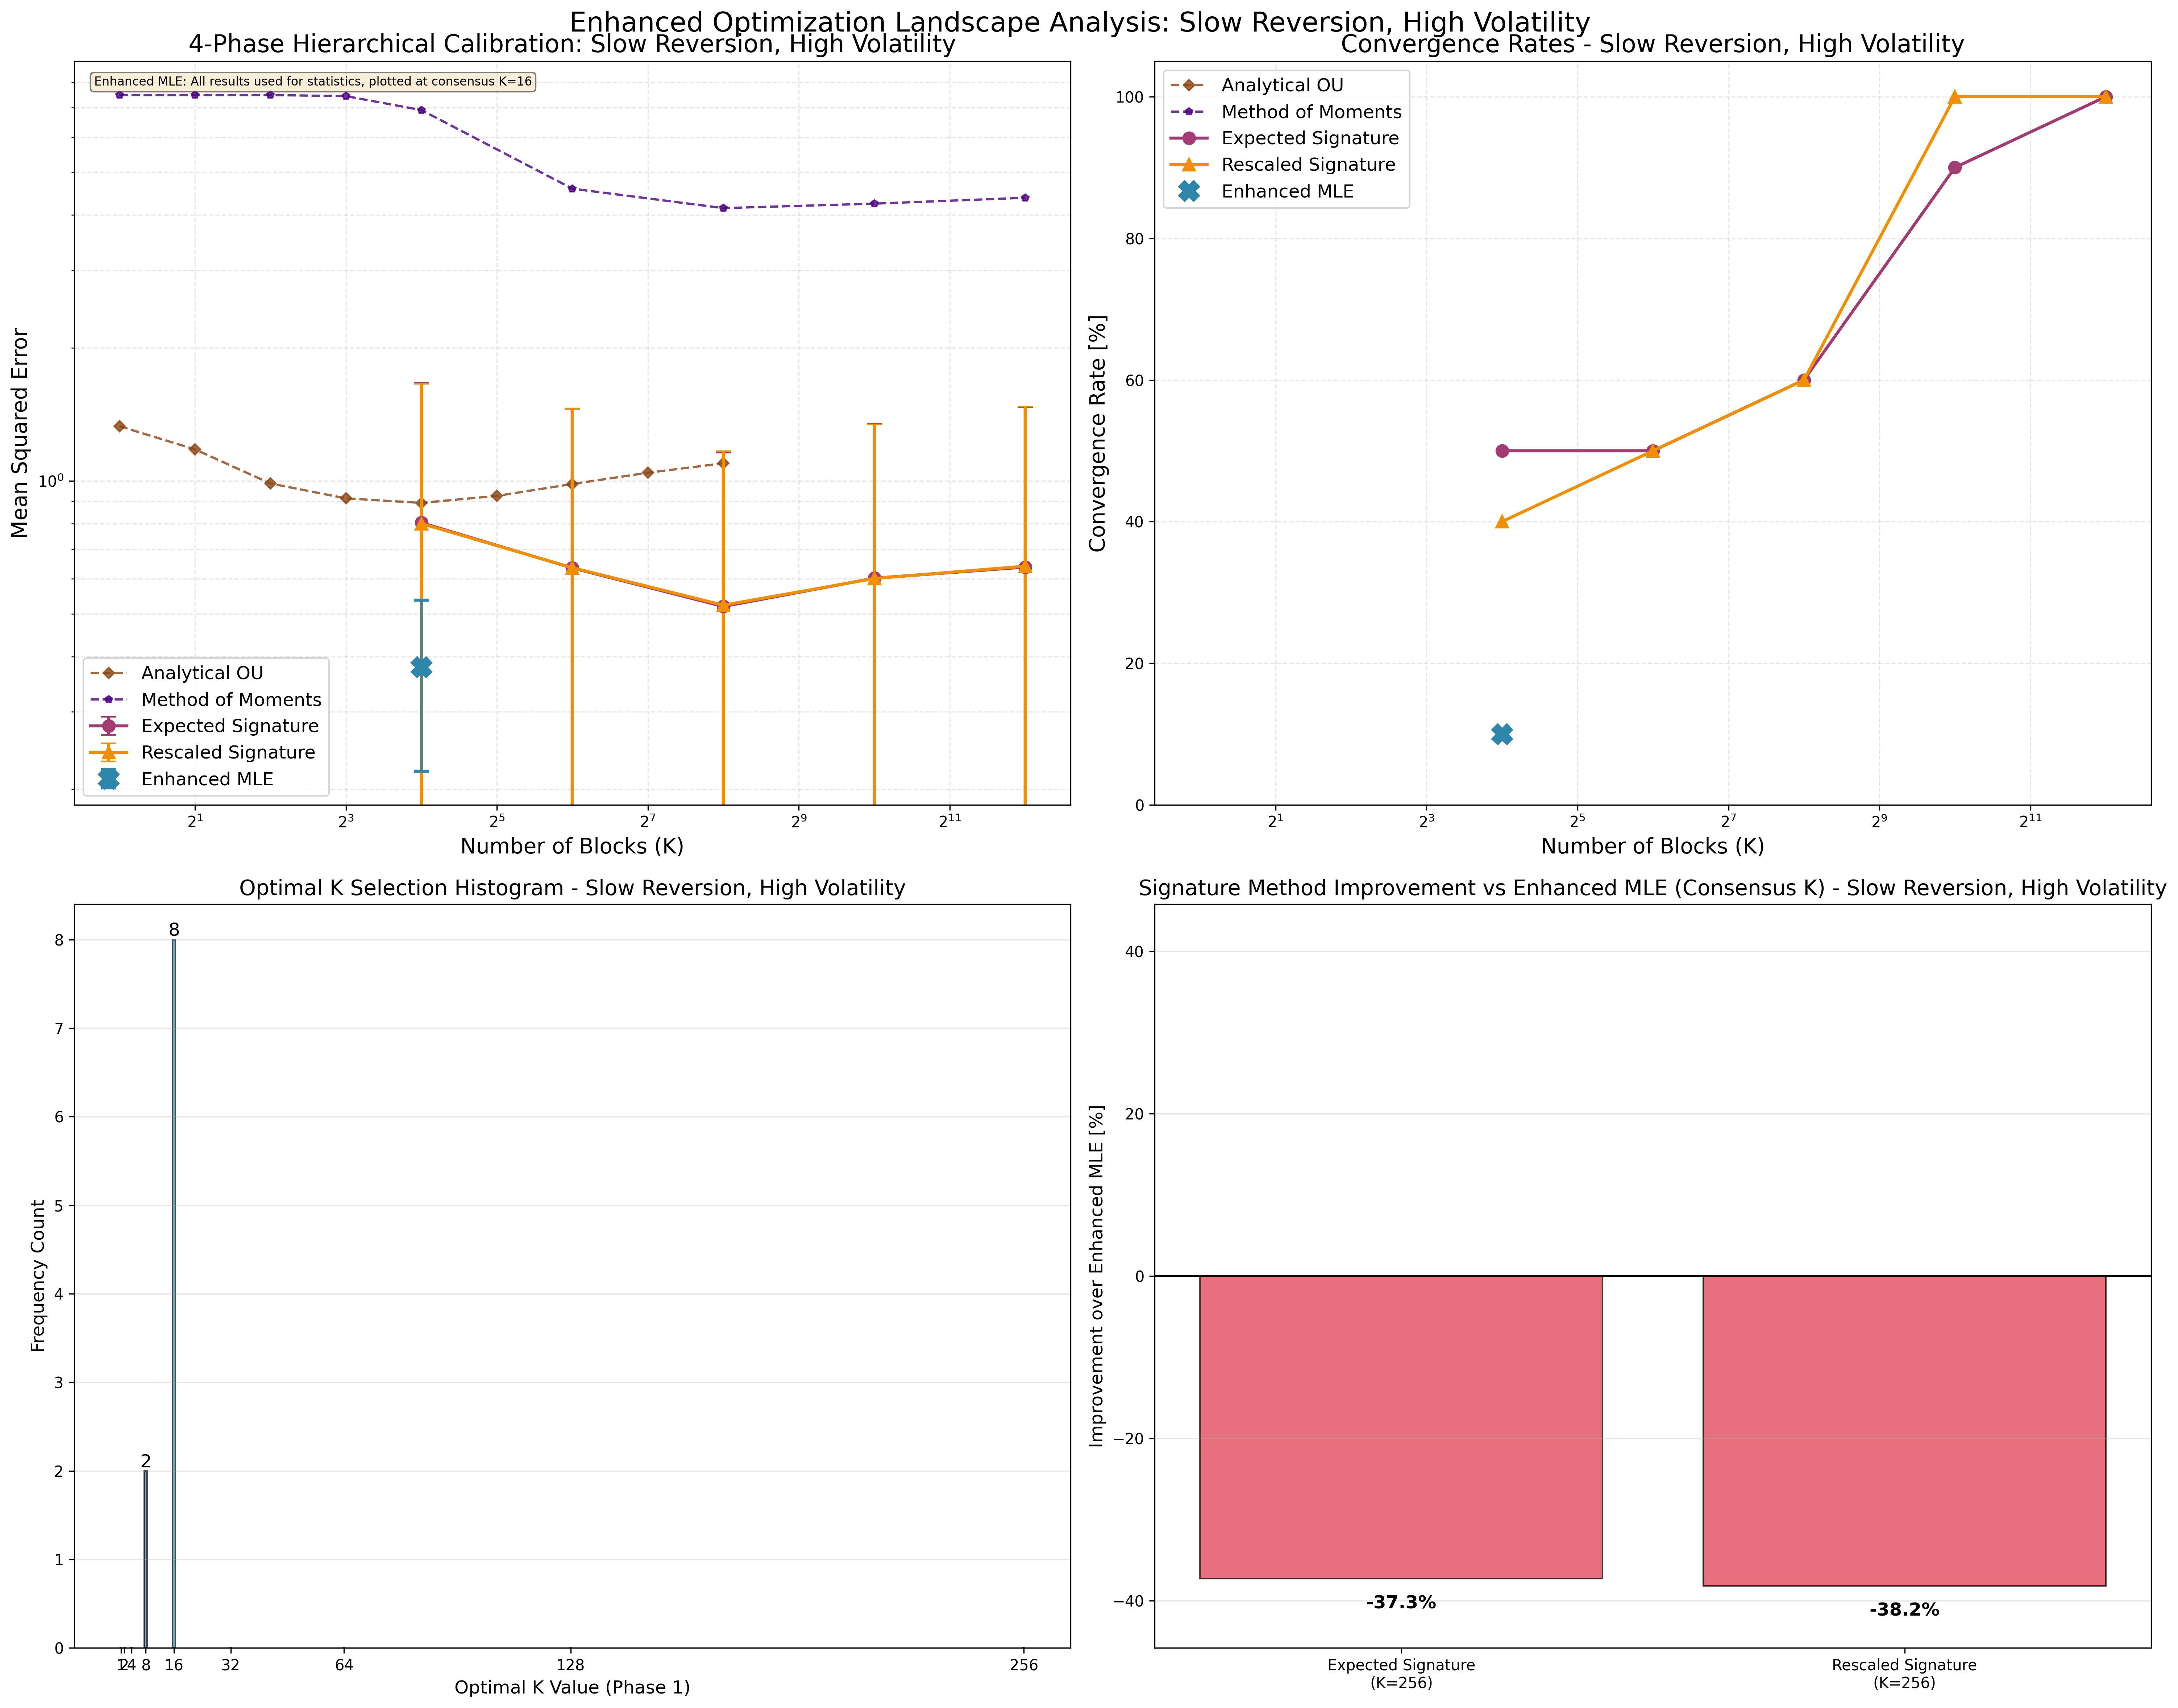 Enhanced Optimization Landscape Analysis: Slow Reversion, High Volatility
4-Phase Hierarchical Calibration: Slow Reversion, High Volatility
Enhanced MLE: All results used for statistics, plotted at consensus K=16
Mean Squared Error
10⁰
Analytical OU
Method of Moments
Expected Signature
Rescaled Signature
Enhanced MLE
2¹ 2³ 2⁵ 2⁷ 2⁹ 2¹¹
Number of Blocks (K)
Convergence Rates - Slow Reversion, High Volatility
Analytical OU
Method of Moments
Expected Signature
Rescaled Signature
Enhanced MLE
Convergence Rate [%]
100
80
60
40
20
0
2¹ 2³ 2⁵ 2⁷ 2⁹ 2¹¹
Number of Blocks (K)
Optimal K Selection Histogram - Slow Reversion, High Volatility
Frequency Count
8
7
6
5
4
3
2
1
0
8
2
1 2 4 8 16 32 64 128 256
Optimal K Value (Phase 1)
Signature Method Improvement vs Enhanced MLE (Consensus K) - Slow Reversion, High Volatility
Improvement over Enhanced MLE [%]
40
20
0
−20
−40
-37.3%
-38.2%
Expected Signature
(K=256)
Rescaled Signature
(K=256)